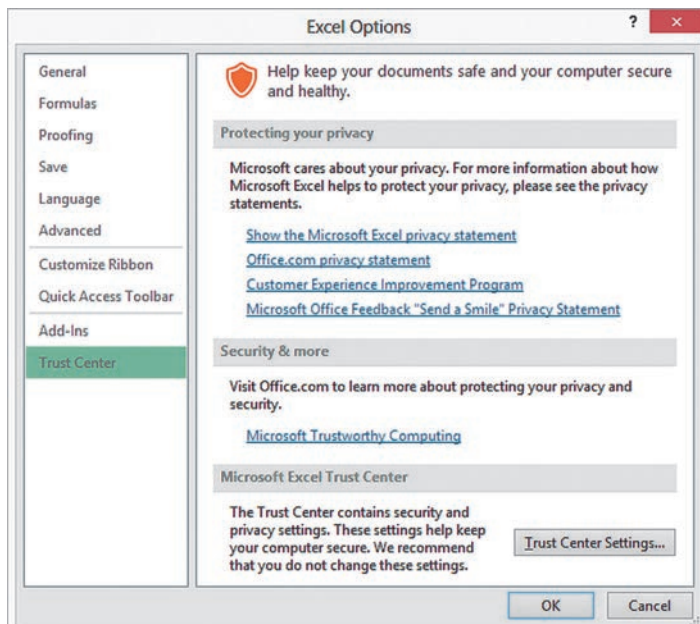 Excel Options
?
×
General
Formulas
Proofing
Save
Language
Advanced
Customize Ribbon
Quick Access Toolbar
Add-Ins
Trust Center
Help keep your documents safe and your computer secure
and healthy.
Protecting your privacy
Microsoft cares about your privacy. For more information about how
Microsoft Excel helps to protect your privacy, please see the privacy
statements.
Show the Microsoft Excel privacy statement
Office.com privacy statement
Customer Experience Improvement Program
Microsoft Office Feedback "Send a Smile" Privacy Statement
Security & more
Visit Office.com to learn more about protecting your privacy and
security.
Microsoft Trustworthy Computing
Microsoft Excel Trust Center
The Trust Center contains security and
privacy settings. These settings help keep
your computer secure. We recommend
that you do not change these settings.
Trust Center Settings...
OK
Cancel